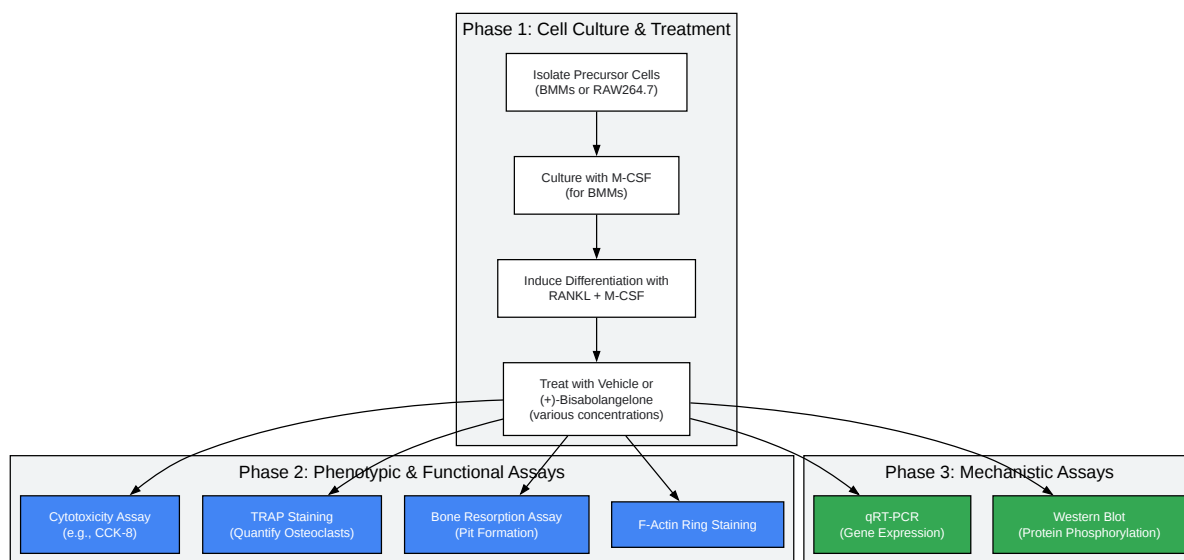 Phase 1: Cell Culture & Treatment
Isolate Precursor Cells
(BMMs or RAW264.7)
Culture with M-CSF
(for BMMs)
Induce Differentiation with
RANKL + M-CSF
Treat with Vehicle or
(+)-Bisabolangelone
(various concentrations)
Phase 2: Phenotypic & Functional Assays
Cytotoxicity Assay
(e.g., CCK-8)
TRAP Staining
(Quantify Osteoclasts)
Bone Resorption Assay
(Pit Formation)
F-Actin Ring Staining
Phase 3: Mechanistic Assays
qRT-PCR
(Gene Expression)
Western Blot
(Protein Phosphorylation)